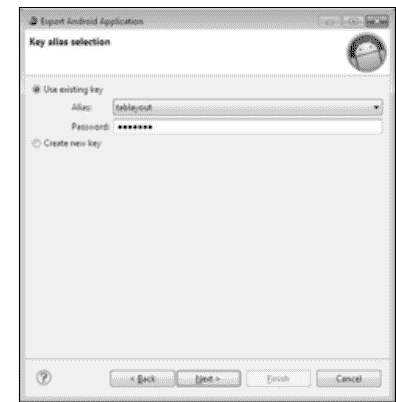 Export Android Application
Key alias selection
Use existing key
Alias: tablayout
Password: •••••••
Create new key
?
< Back Next > Finish Cancel